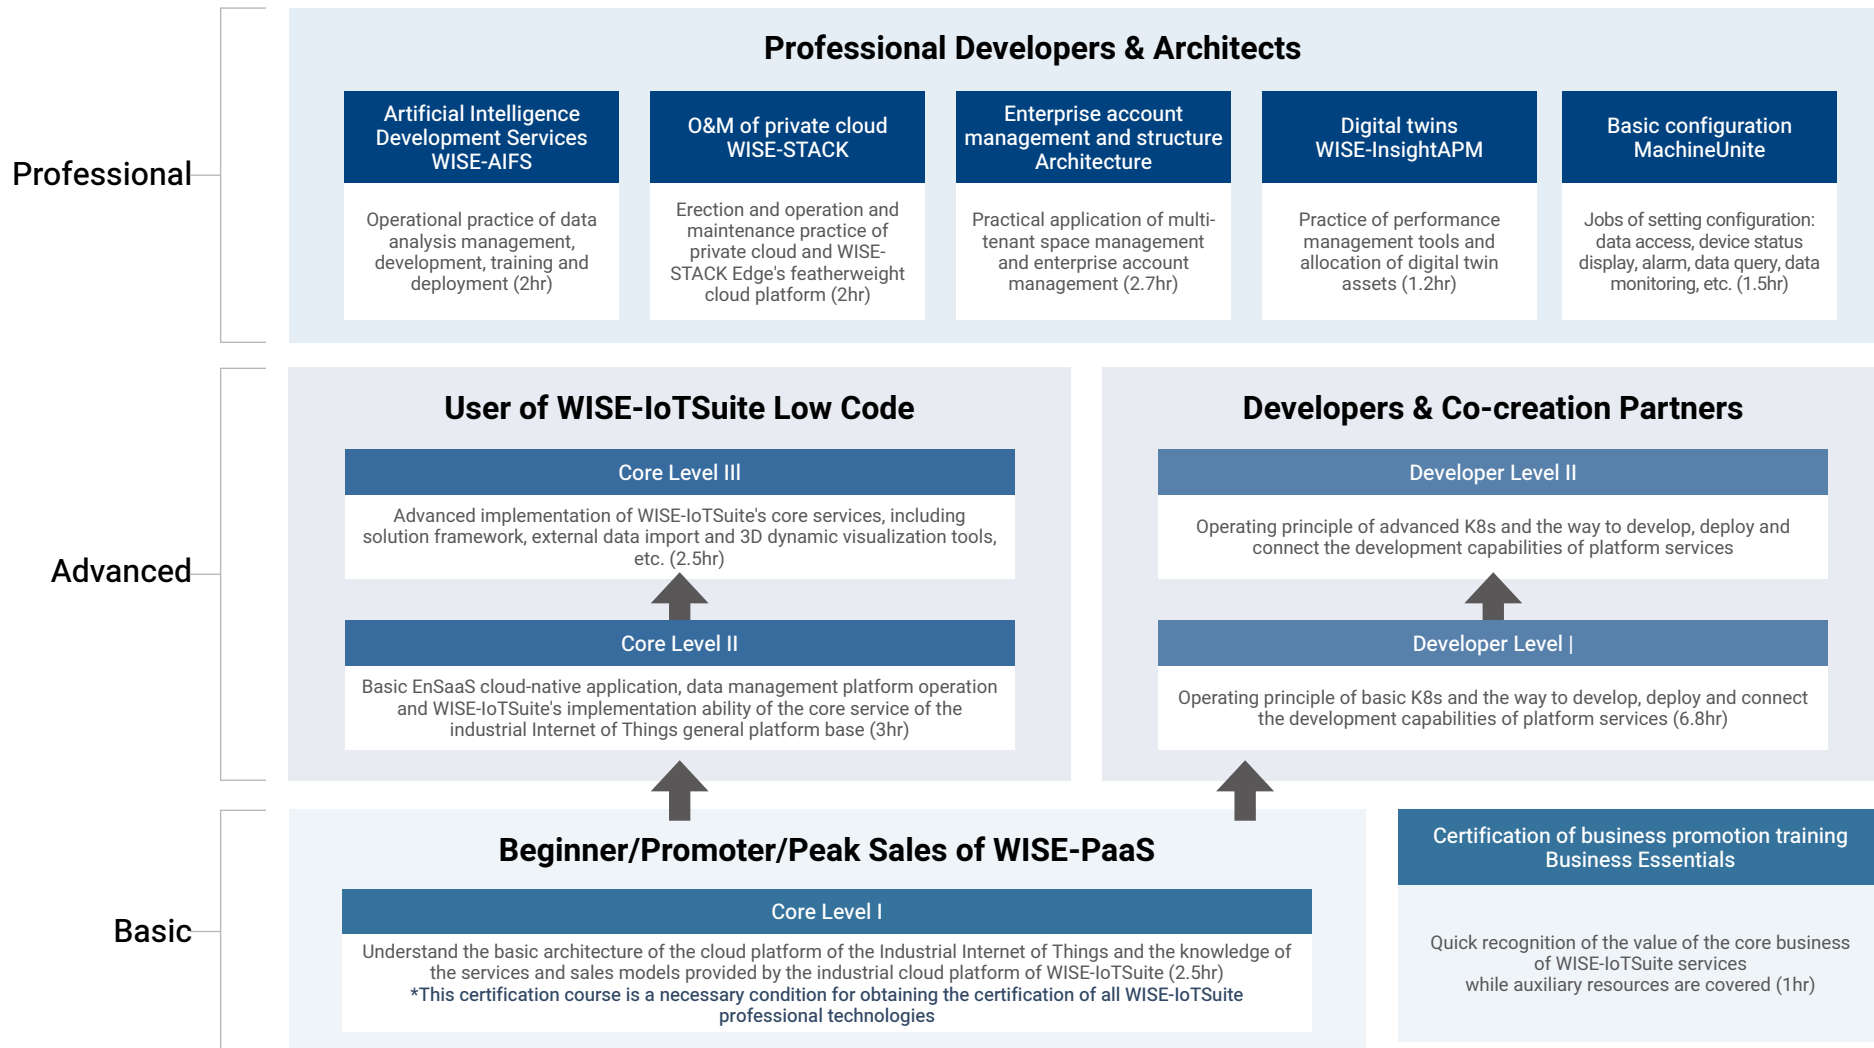 Professional Developers & Architects
Professional
Artificial Intelligence
Development Services
WISE-AIFS
Operational practice of data
analysis management,
development, training and
deployment (2hr)
O&M of private cloud
WISE-STACK
Erection and operation and
maintenance practice of
private cloud and WISE-
STACK Edge's featherweight
cloud platform (2hr)
Enterprise account
management and structure
Architecture
Practical application of multi-
tenant space management
and enterprise account
management (2.7hr)
Digital twins
WISE-InsightAPM
Practice of performance
management tools and
allocation of digital twin
assets (1.2hr)
Basic configuration
MachineUnite
Jobs of setting configuration:
data access, device status
display, alarm, data query, data
monitoring, etc. (1.5hr)
Advanced
User of WISE-IoTSuite Low Code
Core Level III
Advanced implementation of WISE-IoTSuite's core services, including
solution framework, external data import and 3D dynamic visualization tools,
etc. (2.5hr)
Core Level II
Basic EnSaaS cloud-native application, data management platform operation
and WISE-IoTSuite's implementation ability of the core service of the
industrial Internet of Things general platform base (3hr)
Developers & Co-creation Partners
Developer Level II
Operating principle of advanced K8s and the way to develop, deploy and
connect the development capabilities of platform services
Developer Level |
Operating principle of basic K8s and the way to develop, deploy and connect
the development capabilities of platform services (6.8hr)
Basic
Beginner/Promoter/Peak Sales of WISE-PaaS
Core Level I
Understand the basic architecture of the cloud platform of the Industrial Internet of Things and the knowledge of
the services and sales models provided by the industrial cloud platform of WISE-IoTSuite (2.5hr)
*This certification course is a necessary condition for obtaining the certification of all WISE-IoTSuite
professional technologies
Certification of business promotion training
Business Essentials
Quick recognition of the value of the core business
of WISE-IoTSuite services
while auxiliary resources are covered (1hr)